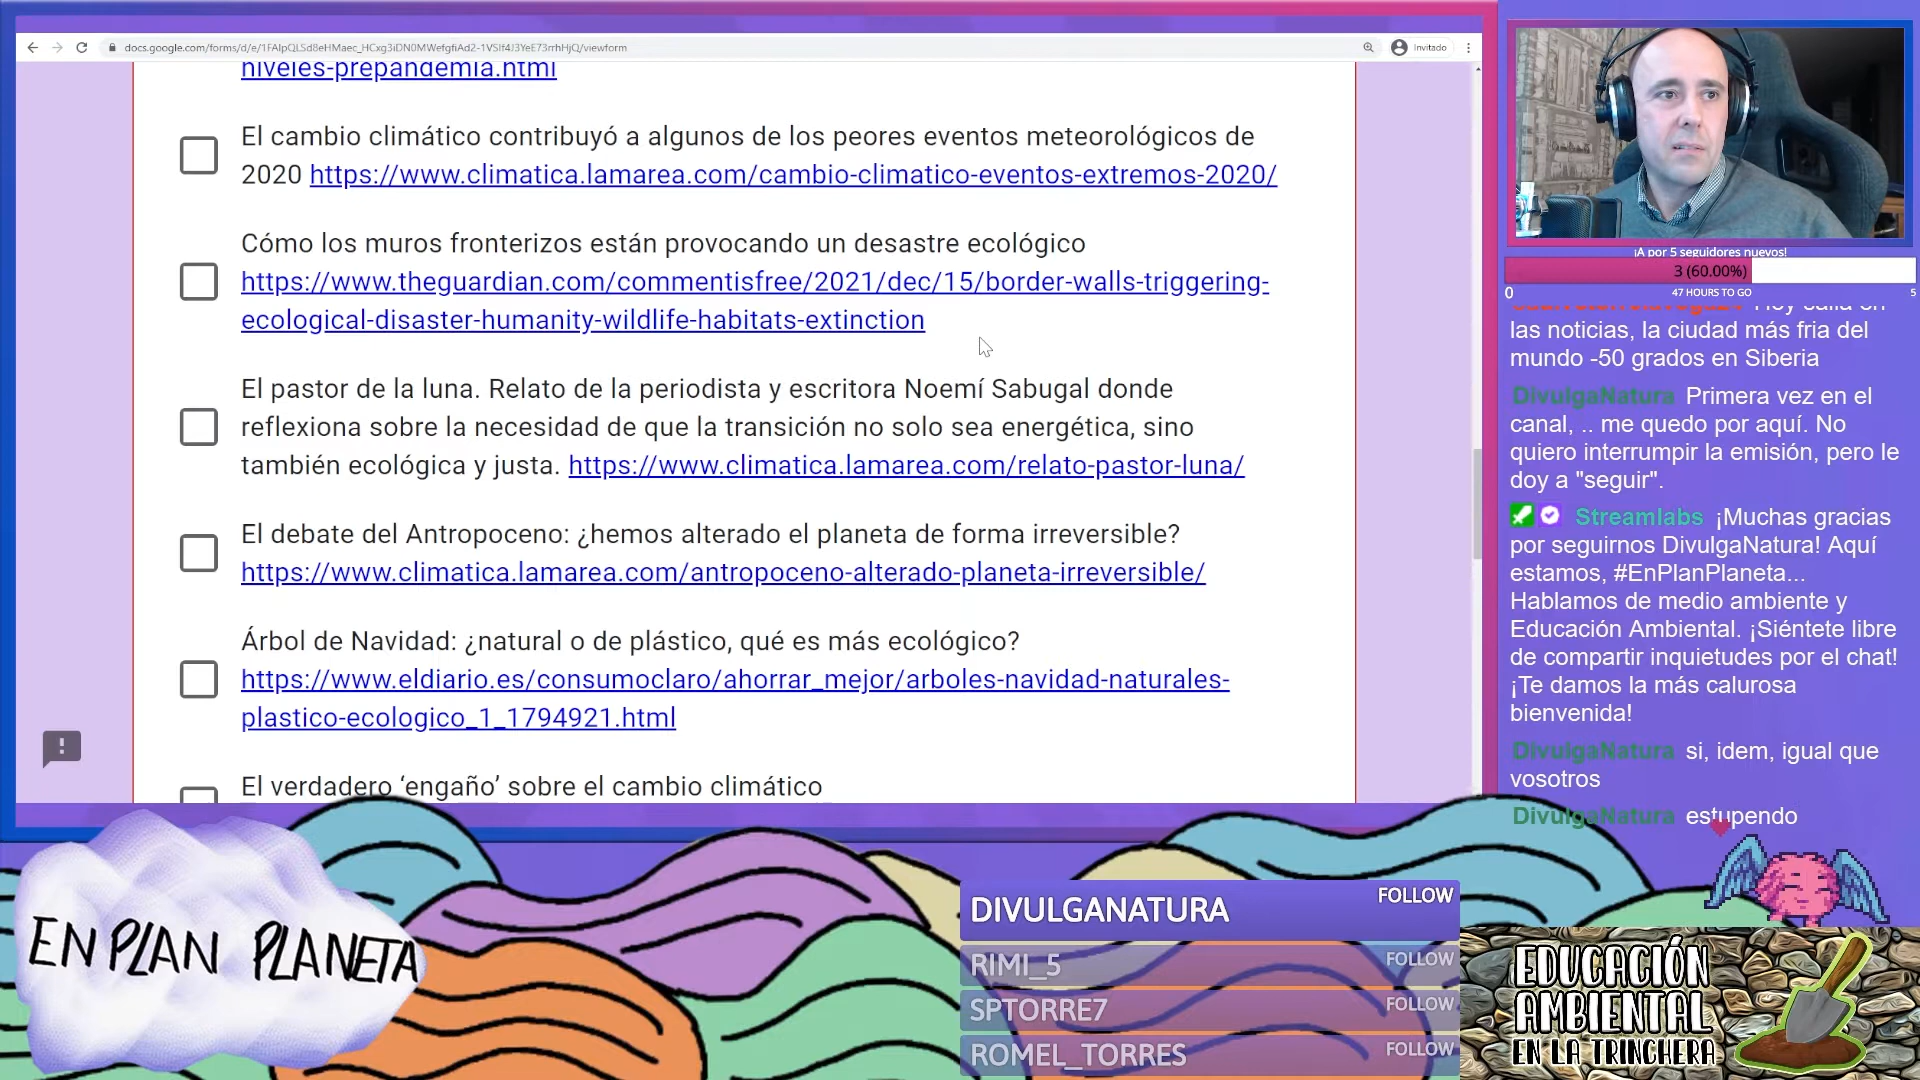 docs.google.com/forms/d/e/1FAIpQLSd8eHMaec_HCxg3iDN0MWefgfiAd2-1VSIf4J3YeE73rrhHjQ/viewform
Invitado
niveles-prepandemia.html
El cambio climático contribuyó a algunos de los peores eventos meteorológicos de
2020 https://www.climatica.lamarea.com/cambio-climatico-eventos-extremos-2020/
Cómo los muros fronterizos están provocando un desastre ecológico
https://www.theguardian.com/commentisfree/2021/dec/15/border-walls-triggering-
ecological-disaster-humanity-wildlife-habitats-extinction
El pastor de la luna. Relato de la periodista y escritora Noemí Sabugal donde
reflexiona sobre la necesidad de que la transición no solo sea energética, sino
también ecológica y justa. https://www.climatica.lamarea.com/relato-pastor-luna/
El debate del Antropoceno: ¿hemos alterado el planeta de forma irreversible?
https://www.climatica.lamarea.com/antropoceno-alterado-planeta-irreversible/
Árbol de Navidad: ¿natural o de plástico, qué es más ecológico?
https://www.eldiario.es/consumoclaro/ahorrar_mejor/arboles-navidad-naturales-
plastico-ecologico_1_1794921.html
El verdadero ‘engaño’ sobre el cambio climático
¡A por 5 seguidores nuevos!
3 (60.00%)
0 47 HOURS TO GO 5
Hoy salía en
las noticias, la ciudad más fria del
mundo -50 grados en Siberia
DivulgaNatura Primera vez en el
canal, .. me quedo por aquí. No
quiero interrumpir la emisión, pero le
doy a "seguir".
Streamlabs ¡Muchas gracias
por seguirnos DivulgaNatura! Aquí
estamos, #EnPlanPlaneta...
Hablamos de medio ambiente y
Educación Ambiental. ¡Siéntete libre
de compartir inquietudes por el chat!
¡Te damos la más calurosa
bienvenida!
DivulgaNatura si, idem, igual que
vosotros
DivulgaNatura estupendo
EN PLAN PLANETA
DIVULGANATURA FOLLOW
RIMI_5 FOLLOW
SPTORRE7 FOLLOW
ROMEL_TORRES FOLLOW
EDUCACIÓN
AMBIENTAL
EN LA TRINCHERA